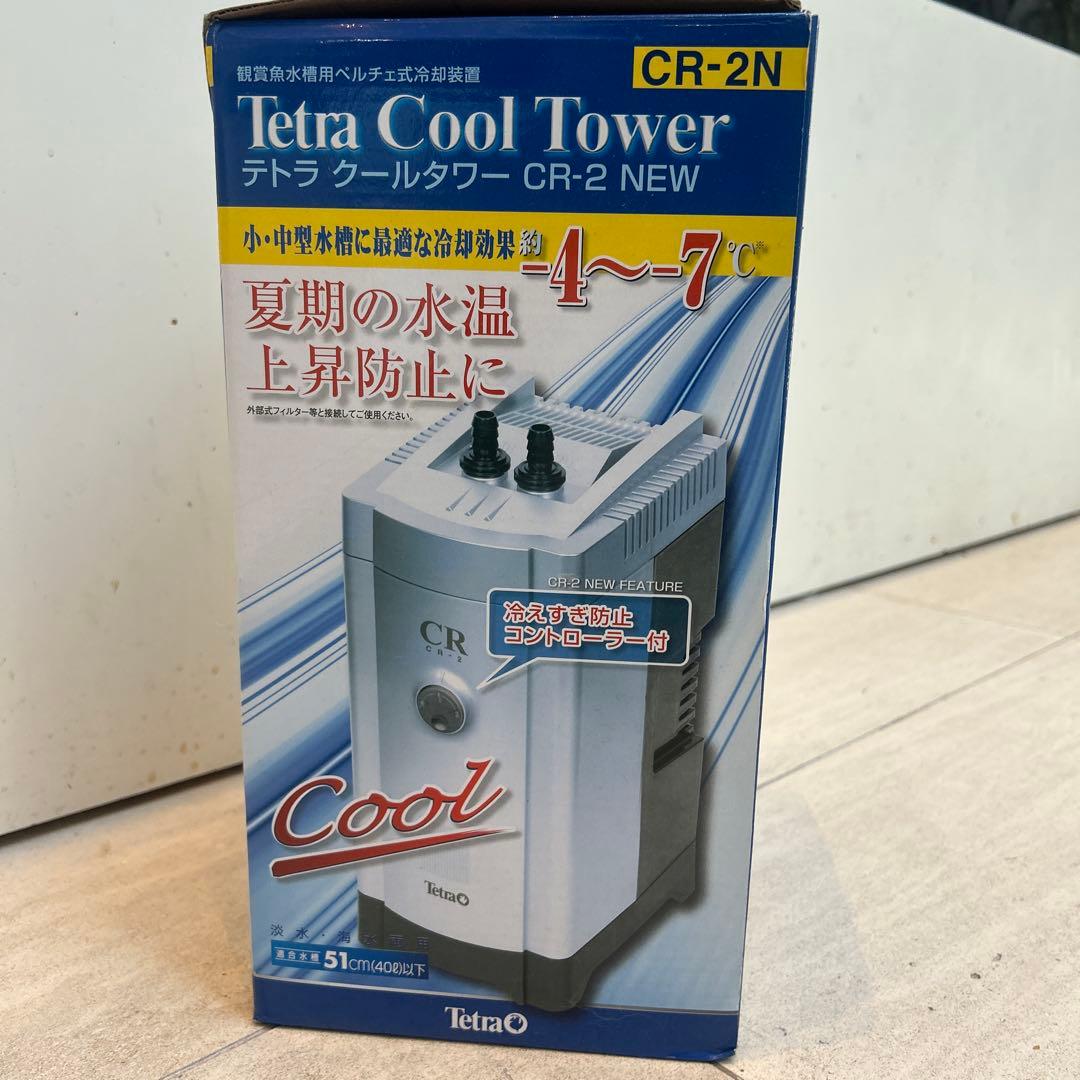 観賞魚水槽用ペルチェ式冷却装置
CR-2N
Tetra Cool Tower
テトラ クールタワー CR-2 NEW
小・中型水槽に最適な冷却効果 約-4～-7℃※
夏期の水温
上昇防止に
外部式フィルター等と接続してご使用ください。
CR-2 NEW FEATURE
冷えすぎ防止
コントローラー付
CR
CR-2
Cool
Tetra
淡水・海水両用
適合水槽 51cm(40ℓ)以下
Tetra